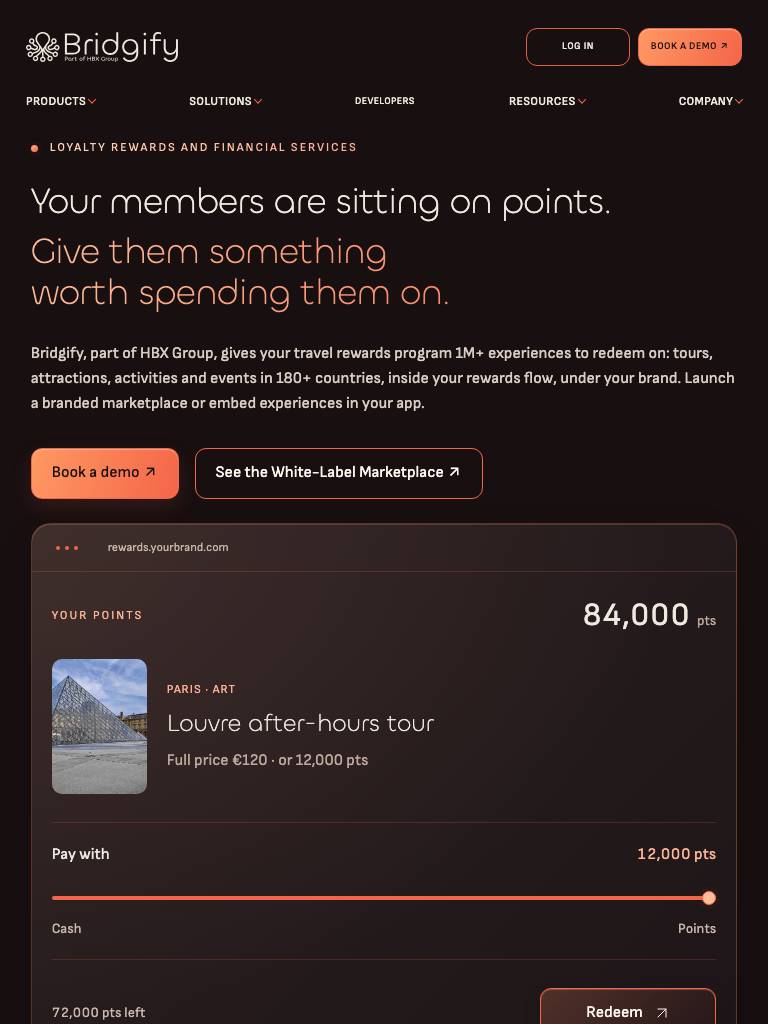 Bridgify
Part of HBX Group
LOG IN
BOOK A DEMO ↗
PRODUCTS
SOLUTIONS
DEVELOPERS
RESOURCES
COMPANY
LOYALTY REWARDS AND FINANCIAL SERVICES
Your members are sitting on points.
Give them something
worth spending them on.
Bridgify, part of HBX Group, gives your travel rewards program 1M+ experiences to redeem on: tours,
attractions, activities and events in 180+ countries, inside your rewards flow, under your brand. Launch
a branded marketplace or embed experiences in your app.
Book a demo ↗
See the White-Label Marketplace ↗
rewards.yourbrand.com
YOUR POINTS
84,000 pts
PARIS · ART
Louvre after-hours tour
Full price €120 · or 12,000 pts
Pay with
12,000 pts
Cash
Points
72,000 pts left
Redeem ↗